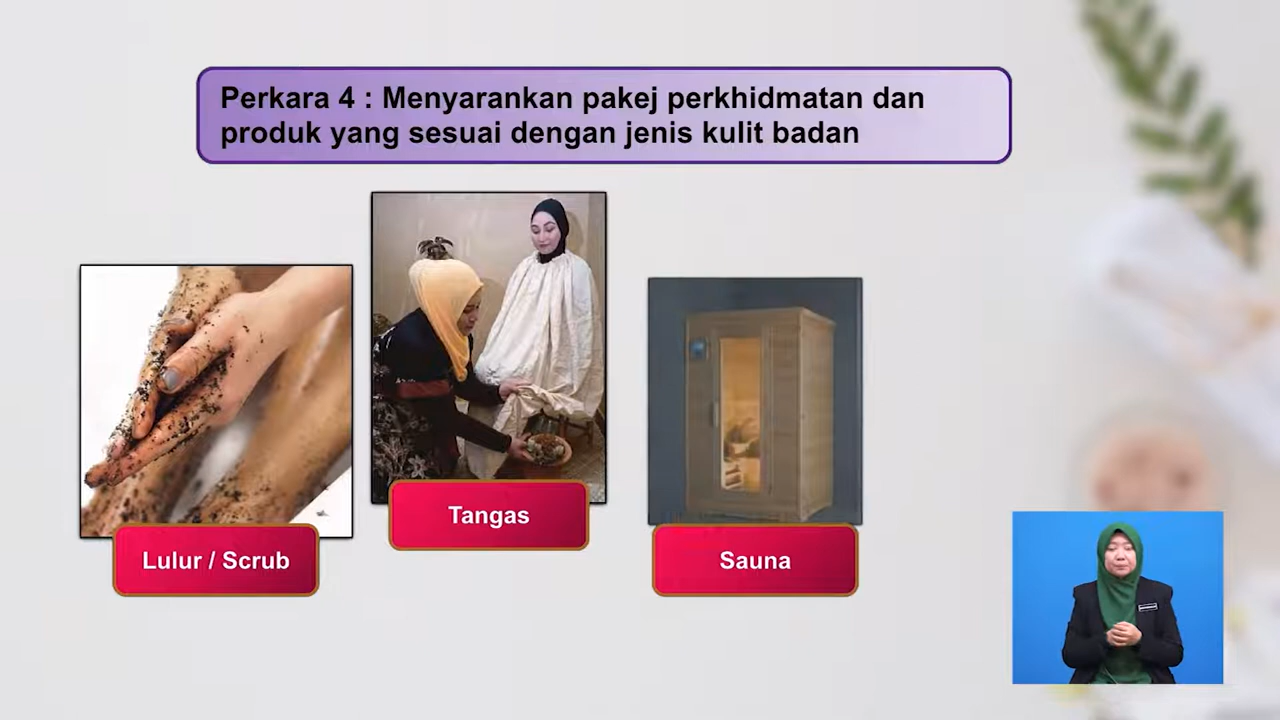 Perkara 4 : Menyarankan pakej perkhidmatan dan
produk yang sesuai dengan jenis kulit badan
Tangas
Lulur / Scrub
Sauna